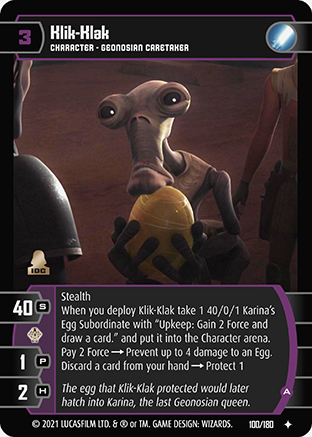 3
Klik-Klak
CHARACTER - GEONOSIAN CARETAKER
IDC
40 S
1 P
2 H
Stealth
When you deploy Klik-Klak take 1 40/0/1 Karina's
Egg Subordinate with "Upkeep: Gain 2 Force and
draw a card." and put it into the Character arena.
Pay 2 Force → Prevent up to 4 damage to an Egg.
Discard a card from your hand → Protect 1
The egg that Klik-Klak protected would later
hatch into Karina, the last Geonosian queen.
A
© 2021 LUCASFILM LTD. & ® or TM. GAME DESIGN: WIZARDS.
100/180